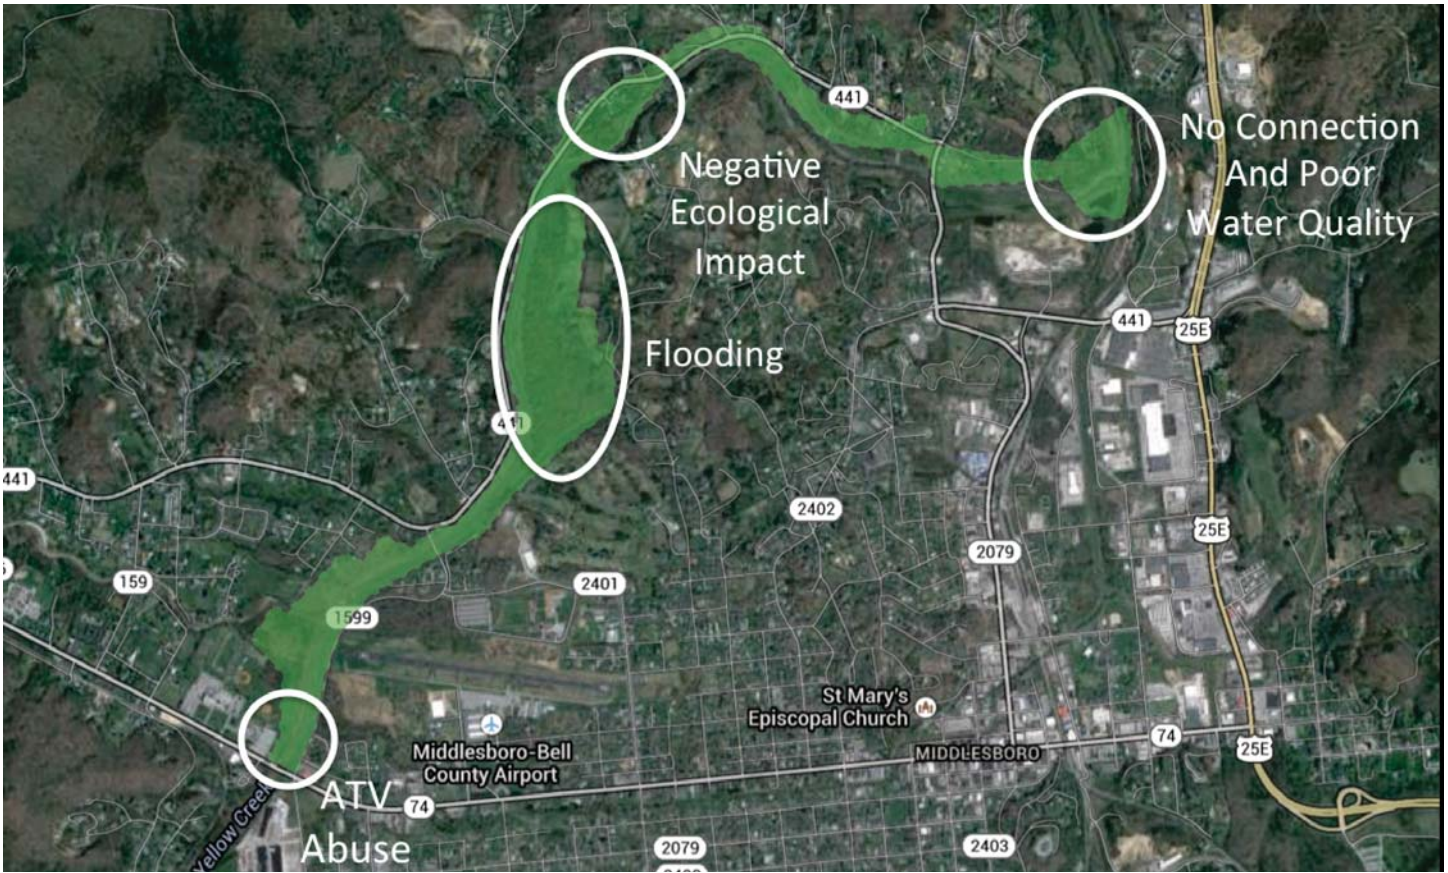 441
No Connection
And Poor
Water Quality
Negative
Ecological
Impact
441
25E
Flooding
441
441
2402
25E
2079
159
2401
1599
St Mary's
Episcopal Church
Middlesboro-Bell
County Airport
MIDDLESBORO
74
25E
ATV
Abuse
74
Yellow Creek
2079
2403